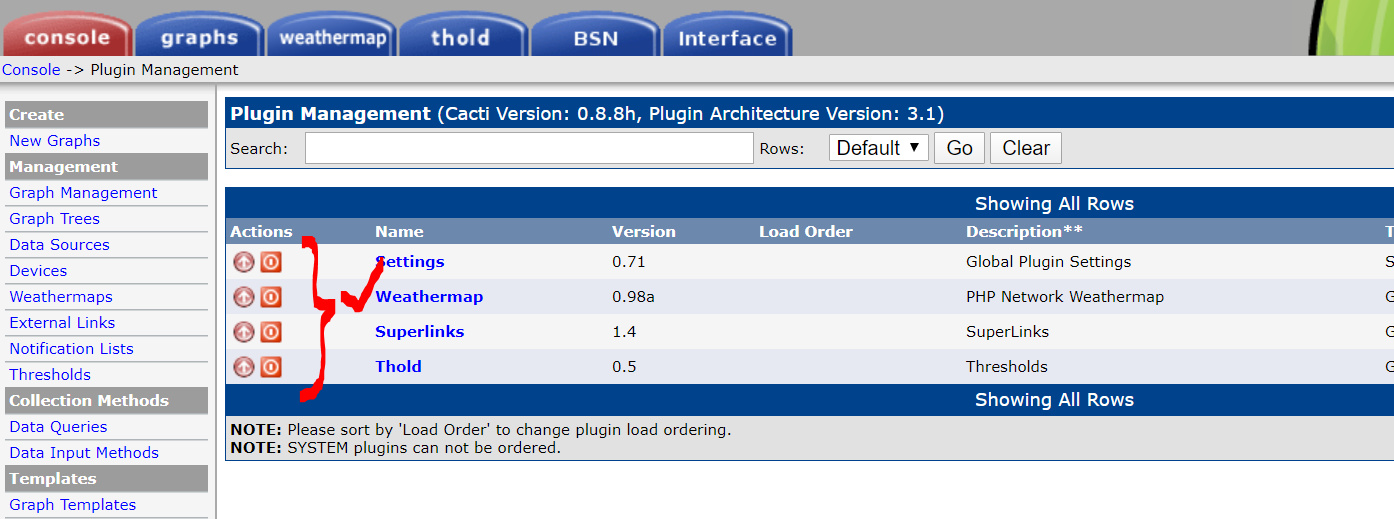 console graphs weathermap thold BSN Interface
Console -> Plugin Management
Create
New Graphs
Management
Graph Management
Graph Trees
Data Sources
Devices
Weathermaps
External Links
Notification Lists
Thresholds
Collection Methods
Data Queries
Data Input Methods
Templates
Graph Templates
Plugin Management (Cacti Version: 0.8.8h, Plugin Architecture Version: 3.1)
Search: Rows: Default Go Clear
Showing All Rows
Actions Name Version Load Order Description** T
Settings 0.71 Global Plugin Settings S
Weathermap 0.98a PHP Network Weathermap G
Superlinks 1.4 SuperLinks G
Thold 0.5 Thresholds G
Showing All Rows
NOTE: Please sort by 'Load Order' to change plugin load ordering.
NOTE: SYSTEM plugins can not be ordered.